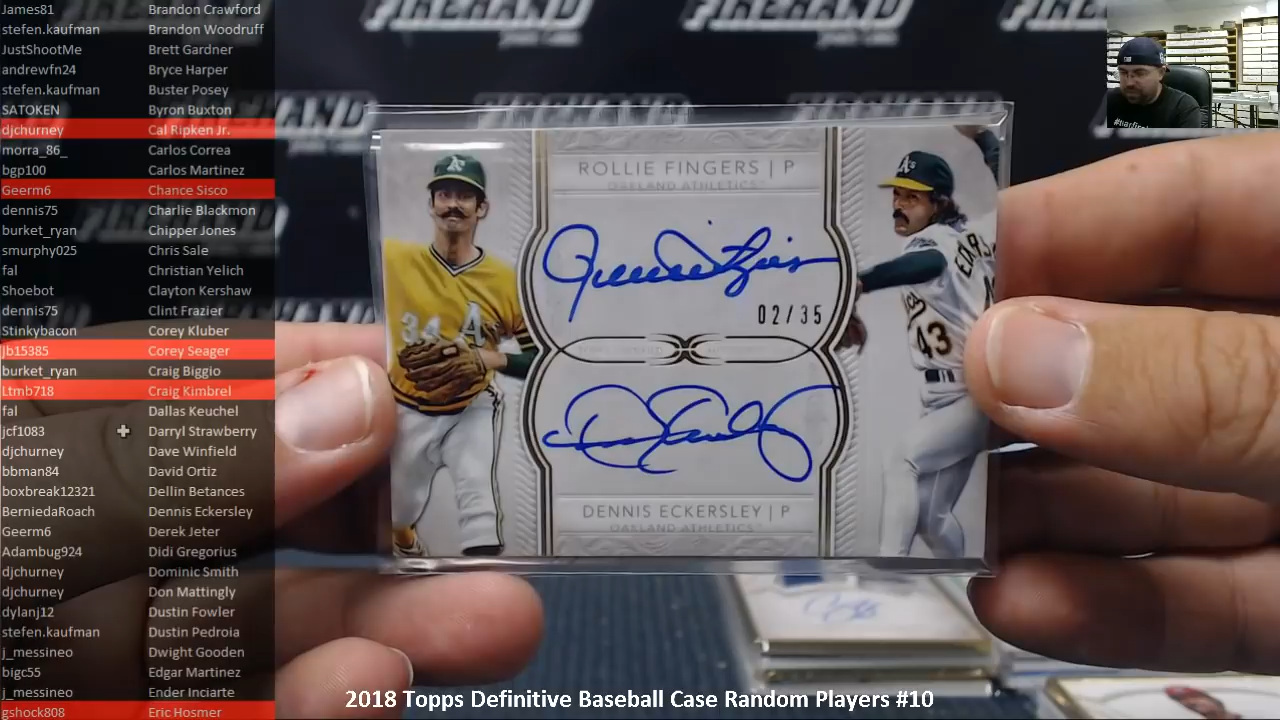 James81 Brandon Crawford
stefen.kaufman Brandon Woodruff
JustShootMe Brett Gardner
andrewfn24 Bryce Harper
stefen.kaufman Buster Posey
SATOKEN Byron Buxton
djchurney Cal Ripken Jr.
morra_86_ Carlos Correa
bgp100 Carlos Martinez
Geerm6 Chance Sisco
dennis75 Charlie Blackmon
burket_ryan Chipper Jones
smurphy025 Chris Sale
fal Christian Yelich
Shoebot Clayton Kershaw
dennis75 Clint Frazier
Stinkybacon Corey Kluber
jb15385 Corey Seager
burket_ryan Craig Biggio
Ltmb718 Craig Kimbrel
fal Dallas Keuchel
jcf1083 Darryl Strawberry
djchurney Dave Winfield
bbman84 David Ortiz
boxbreak12321 Dellin Betances
BerniedaRoach Dennis Eckersley
Geerm6 Derek Jeter
Adambug924 Didi Gregorius
djchurney Dominic Smith
djchurney Don Mattingly
dylanj12 Dustin Fowler
stefen.kaufman Dustin Pedroia
j_messineo Dwight Gooden
bigc55 Edgar Martinez
j_messineo Ender Inciarte
gshock808 Eric Hosmer
ROLLIE FINGERS | P
OAKLAND ATHLETICS
02/35
DENNIS ECKERSLEY | P
OAKLAND ATHLETICS
34 A
A's
A's
43
2018 Topps Definitive Baseball Case Random Players #10